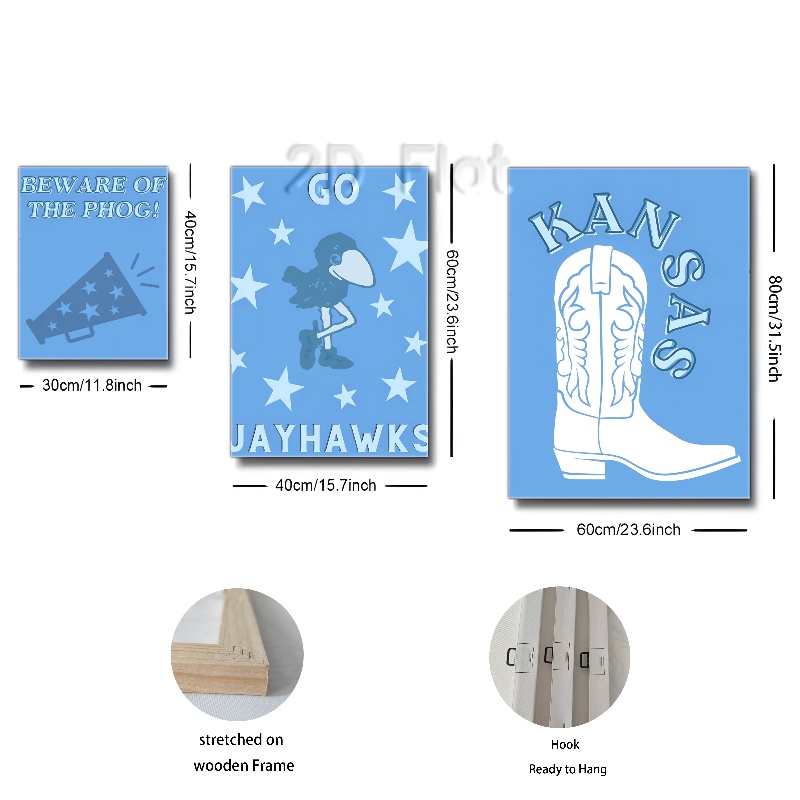 2D Flat
BEWARE OF
THE PHOG!
40cm/15.7inch
30cm/11.8inch
GO
JAYHAWKS
60cm/23.6inch
40cm/15.7inch
KANSAS
80cm/31.5inch
60cm/23.6inch
stretched on
wooden Frame
Hook
Ready to Hang